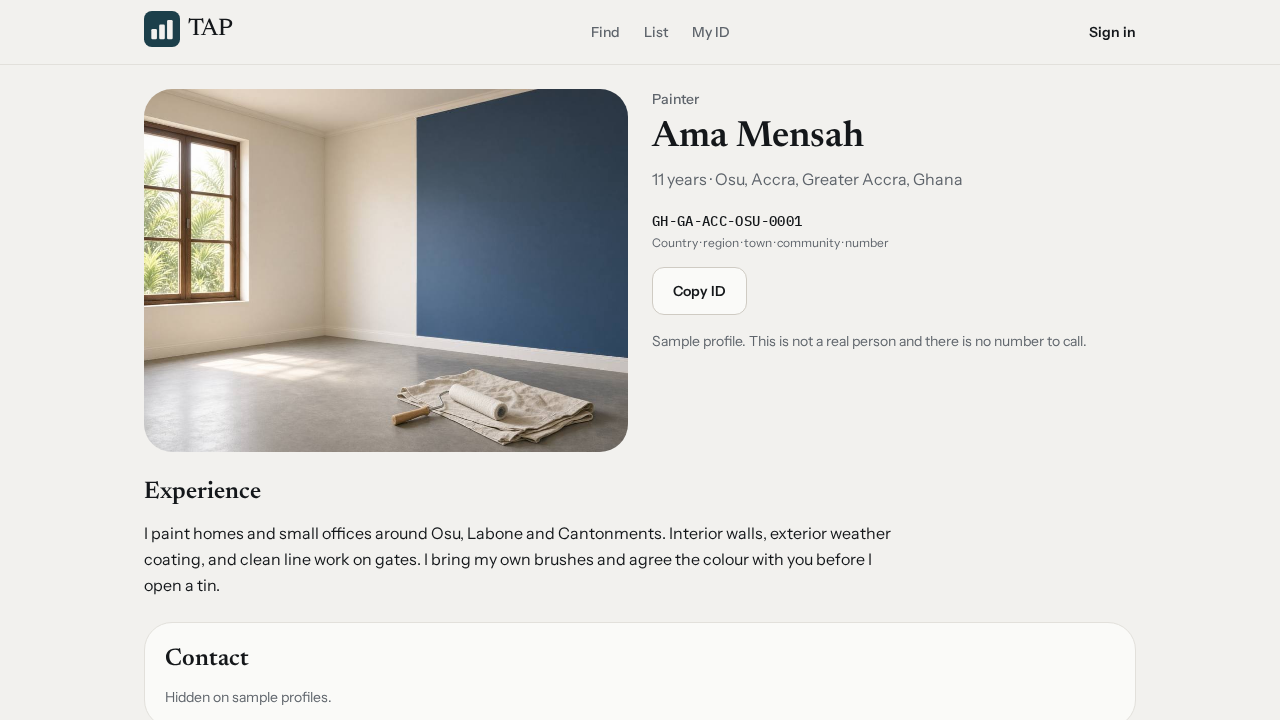 TAP
Find
List
My ID
Sign in
Painter
Ama Mensah
11 years · Osu, Accra, Greater Accra, Ghana
GH-GA-ACC-OSU-0001
Country · region · town · community · number
Copy ID
Sample profile. This is not a real person and there is no number to call.
Experience
I paint homes and small offices around Osu, Labone and Cantonments. Interior walls, exterior weather
coating, and clean line work on gates. I bring my own brushes and agree the colour with you before I
open a tin.
Contact
Hidden on sample profiles.